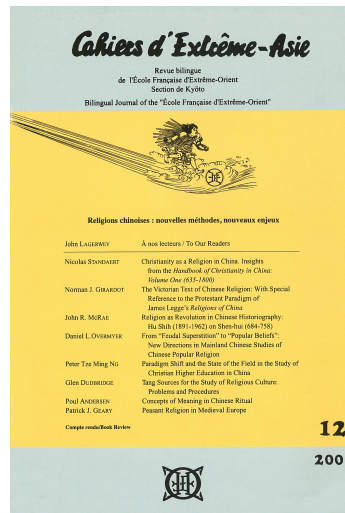 Cahiers d'Extrême-Asie
Revue bilingue
de l'École Française d'Extrême-Orient
Section de Kyôto
Bilingual Journal of the "École Française d'Extrême-Orient"
Religions chinoises : nouvelles méthodes, nouveaux enjeux
John LAGERWEY À nos lecteurs / To Our Readers
Nicolas STANDAERT Christianity as a Religion in China. Insights
from the Handbook of Christianity in China:
Volume One (635-1800)
Norman J. GIRARDOT The Victorian Text of Chinese Religion: With Special
Reference to the Protestant Paradigm of
James Legge's Religions of China
John R. MCRAE Religion as Revolution in Chinese Historiography:
Hu Shih (1891-1962) on Shen-hui (684-758)
Daniel L OVERMYER From "Feudal Superstition" to "Popular Beliefs":
New Directions in Mainland Chinese Studies of
Chinese Popular Religion
Peter Tze Ming NG Paradigm Shift and the State of the Field in the Study of
Christian Higher Education in China
Glen DUDBRIDGE Tang Sources for the Study of Religious Culture:
Problems and Procedures
Poul ANDERSEN Concepts of Meaning in Chinese Ritual
Patrick J. GEARY Peasant Religion in Medieval Europe
Compte rendu/Book Review
12
200